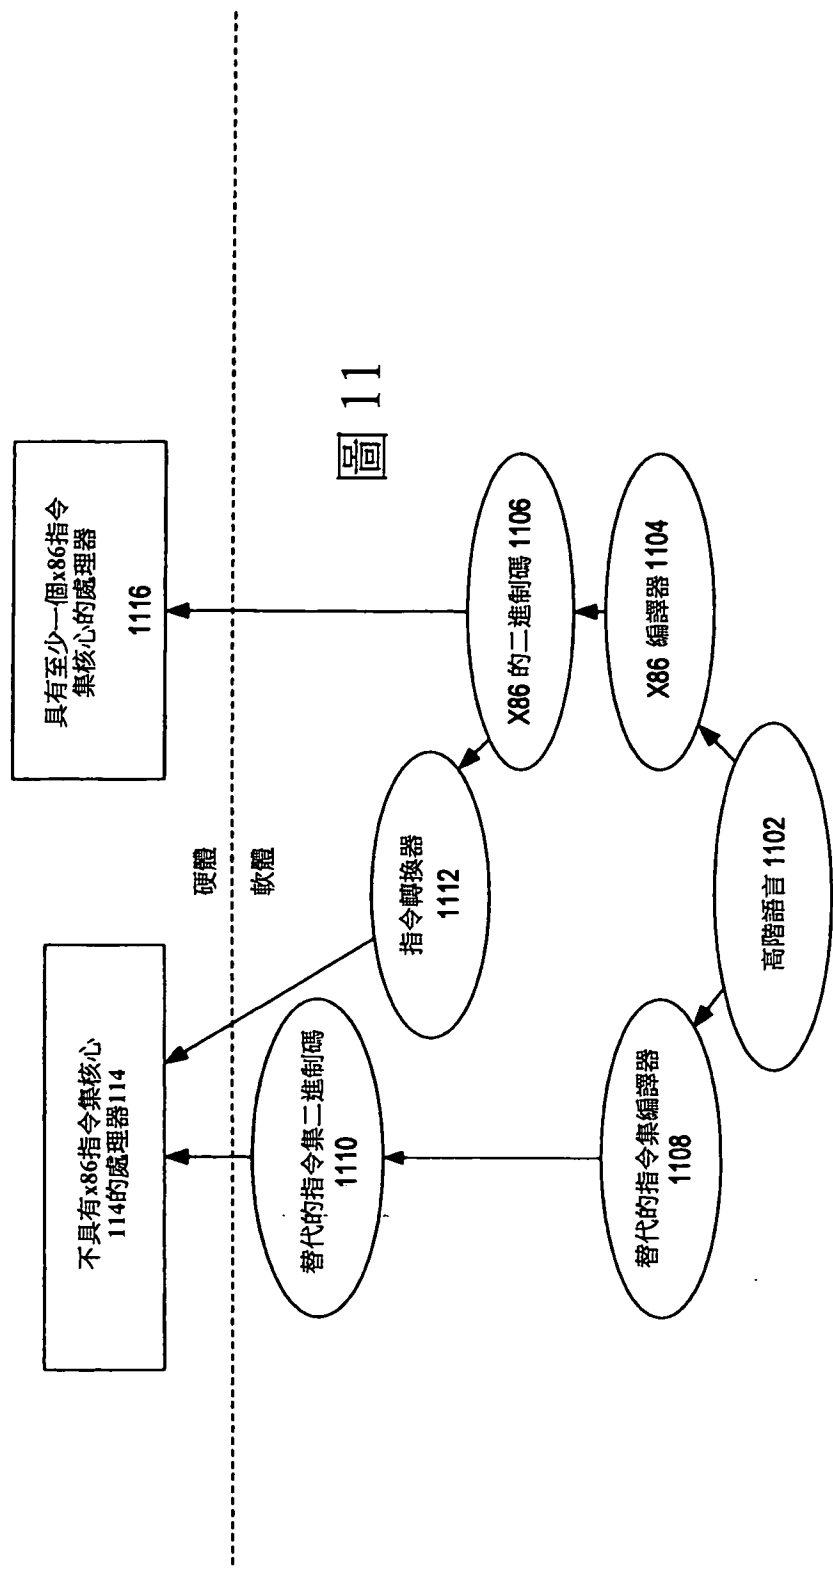 不具有x86指令集核心
114的處理器114
具有至少一個x86指令
集核心的處理器
1116
硬體
軟體
替代的指令集二進制碼
1110
指令轉換器
1112
X86 的二進制碼 1106
替代的指令集編譯器
1108
X86 編譯器 1104
高階語言 1102
圖 11